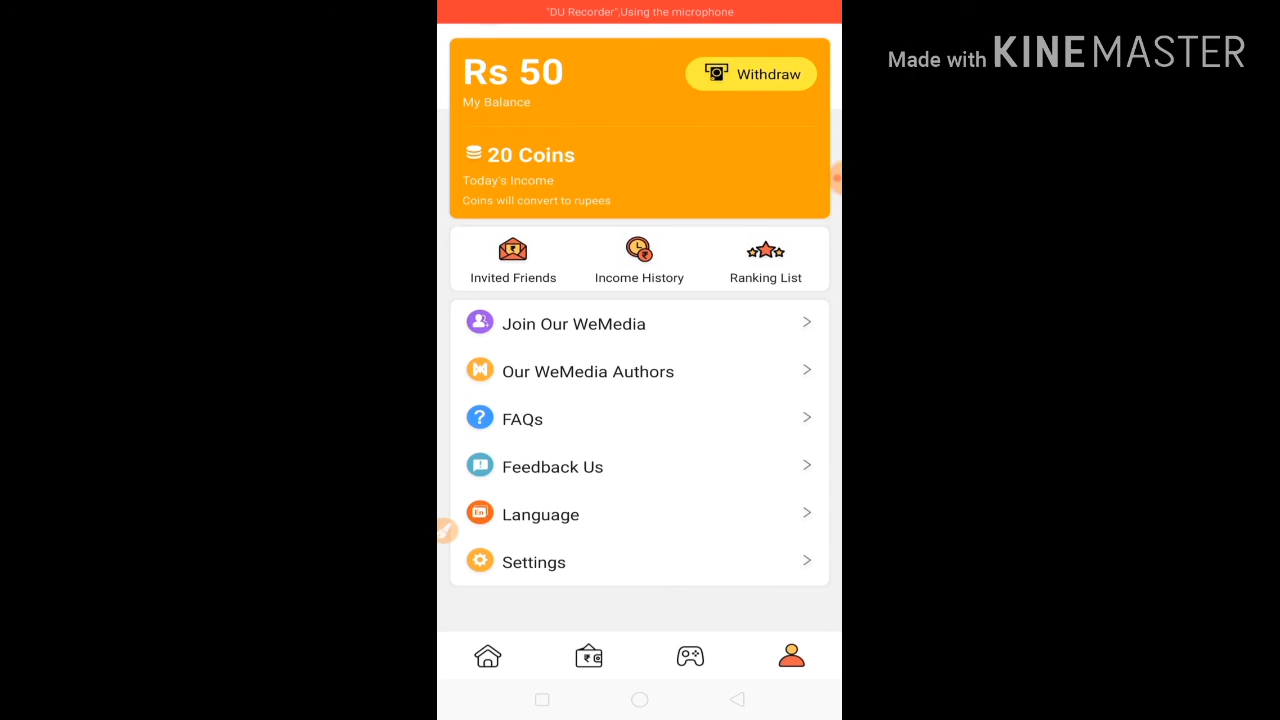 "DU Recorder",Using the microphone
Made with KINEMASTER
Rs 50
Withdraw
My Balance
20 Coins
Today's Income
Coins will convert to rupees
Invited Friends
Income History
Ranking List
Join Our WeMedia
Our WeMedia Authors
FAQs
Feedback Us
Language
Settings